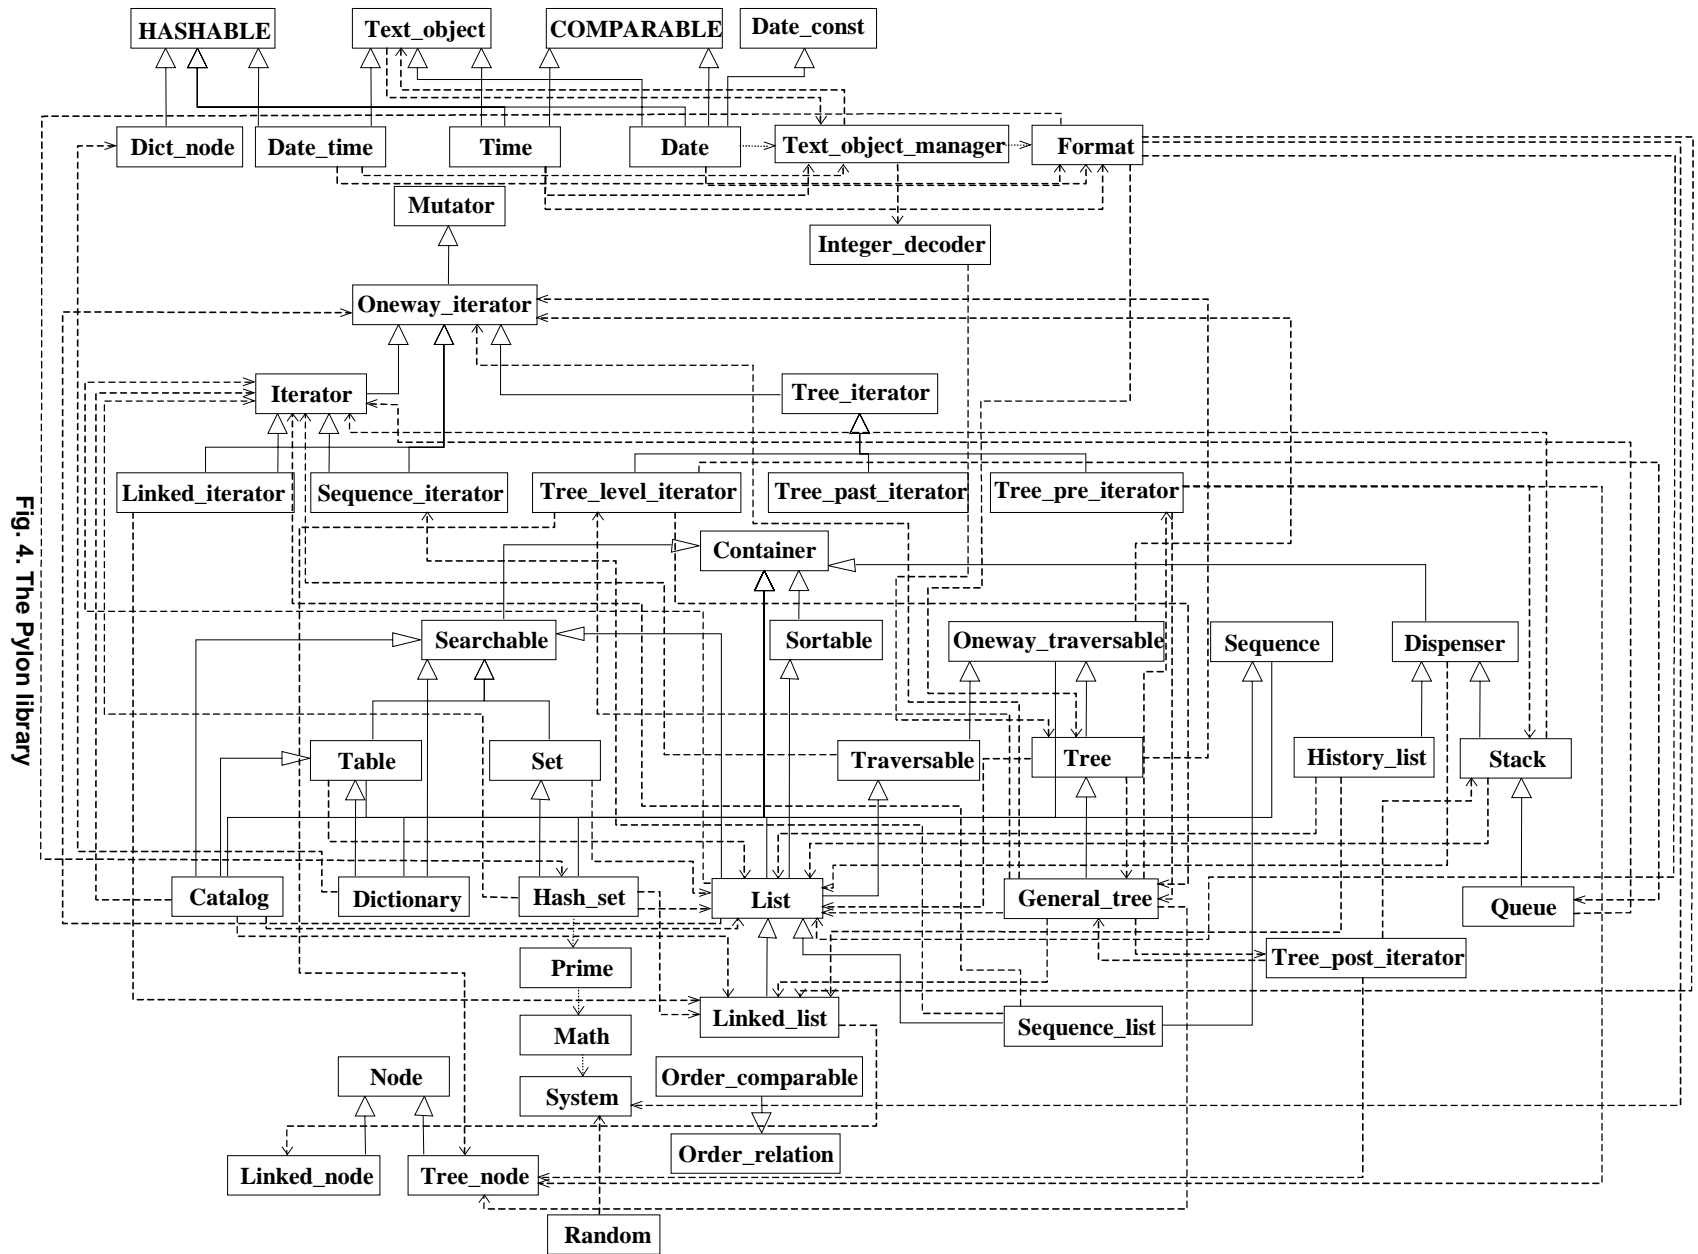 HASHABLE
Text_object
COMPARABLE
Date_const
Dict_node
Date_time
Time
Date
Text_object_manager
Format
Mutator
Integer_decoder
Oneway_iterator
Iterator
Tree_iterator
Linked_iterator
Sequence_iterator
Tree_level_iterator
Tree_past_iterator
Tree_pre_iterator
Container
Searchable
Sortable
Oneway_traversable
Sequence
Dispenser
Table
Set
Traversable
Tree
History_list
Stack
Catalog
Dictionary
Hash_set
List
General_tree
Queue
Prime
Tree_post_iterator
Linked_list
Sequence_list
Math
Node
System
Order_comparable
Order_relation
Linked_node
Tree_node
Random
Fig. 4. The Pylon library